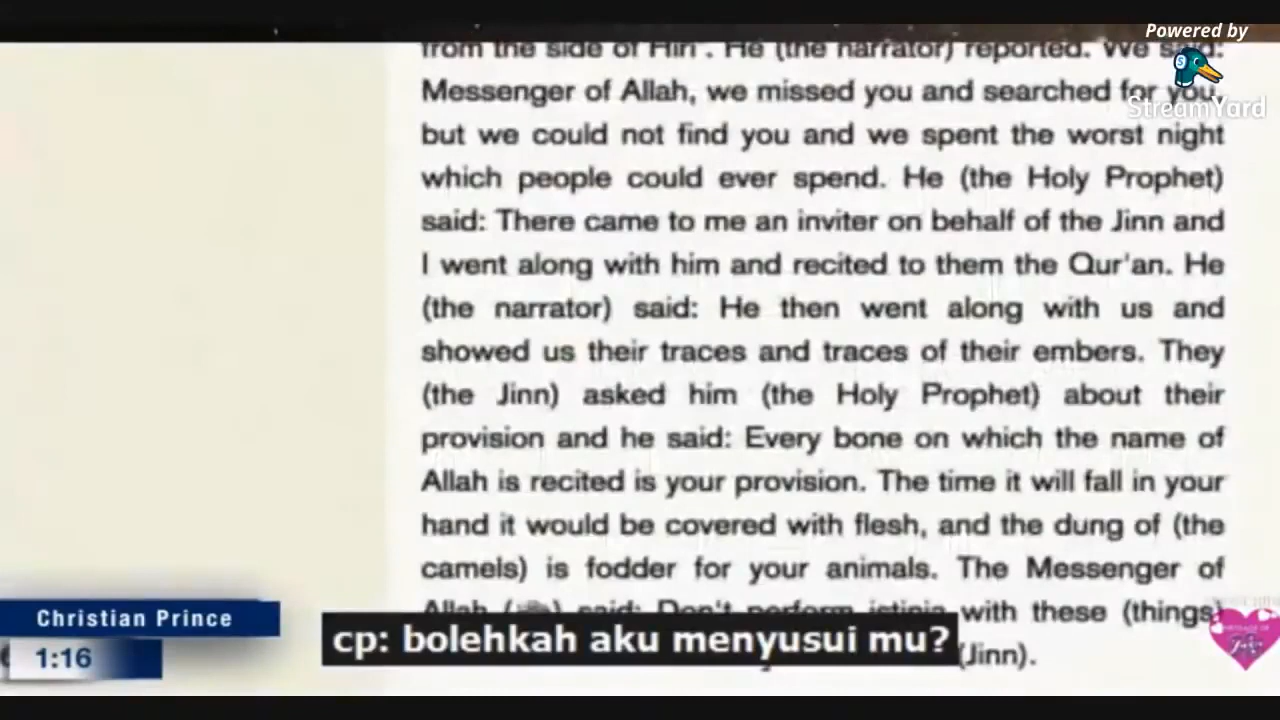 Powered by
StreamYard
from the side of Hiri'. He (the narrator) reported. We said:
Messenger of Allah, we missed you and searched for you,
but we could not find you and we spent the worst night
which people could ever spend. He (the Holy Prophet)
said: There came to me an inviter on behalf of the Jinn and
I went along with him and recited to them the Qur'an. He
(the narrator) said: He then went along with us and
showed us their traces and traces of their embers. They
(the Jinn) asked him (the Holy Prophet) about their
provision and he said: Every bone on which the name of
Allah is recited is your provision. The time it will fall in your
hand it would be covered with flesh, and the dung of (the
camels) is fodder for your animals. The Messenger of
Allah said: Don't perform istinja with these (things)
(Jinn).
Christian Prince
1:16
cp: bolehkah aku menyusui mu?